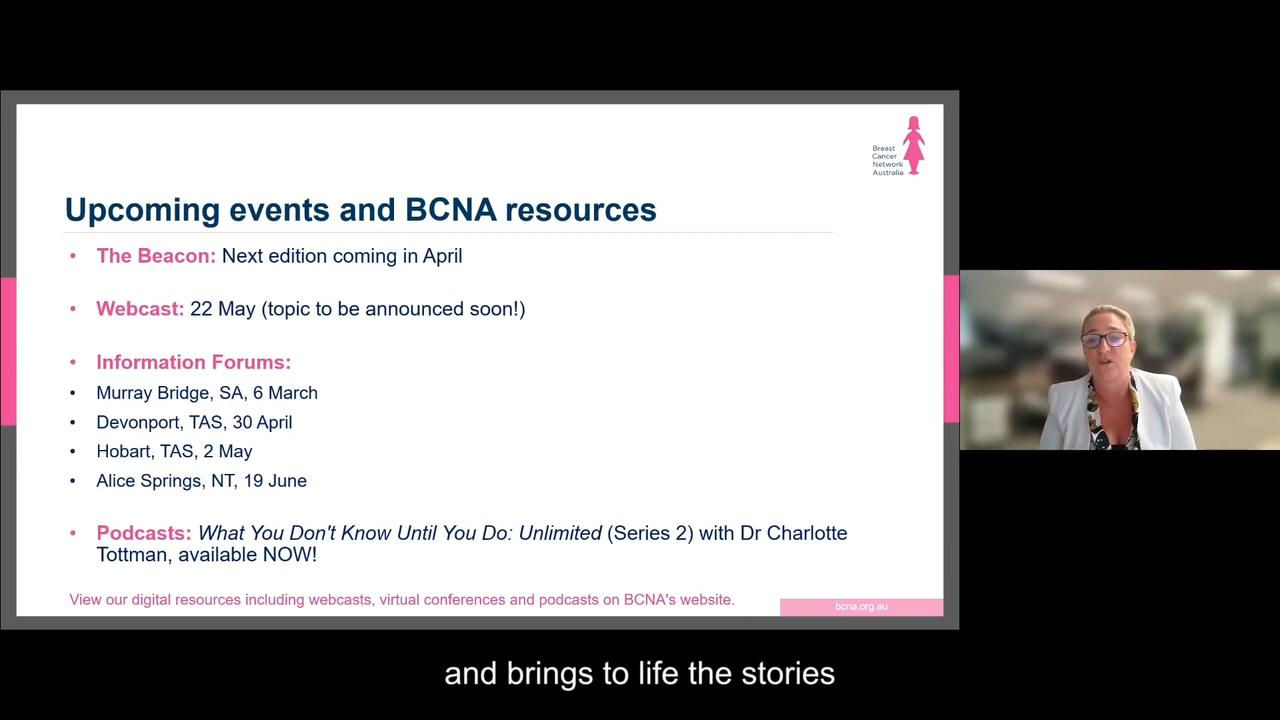 Breast
Cancer
Network
Australia
Upcoming events and BCNA resources
• The Beacon: Next edition coming in April
• Webcast: 22 May (topic to be announced soon!)
• Information Forums:
• Murray Bridge, SA, 6 March
• Devonport, TAS, 30 April
• Hobart, TAS, 2 May
• Alice Springs, NT, 19 June
• Podcasts: What You Don't Know Until You Do: Unlimited (Series 2) with Dr Charlotte
Tottman, available NOW!
View our digital resources including webcasts, virtual conferences and podcasts on BCNA's website.
bcna.org.au
and brings to life the stories